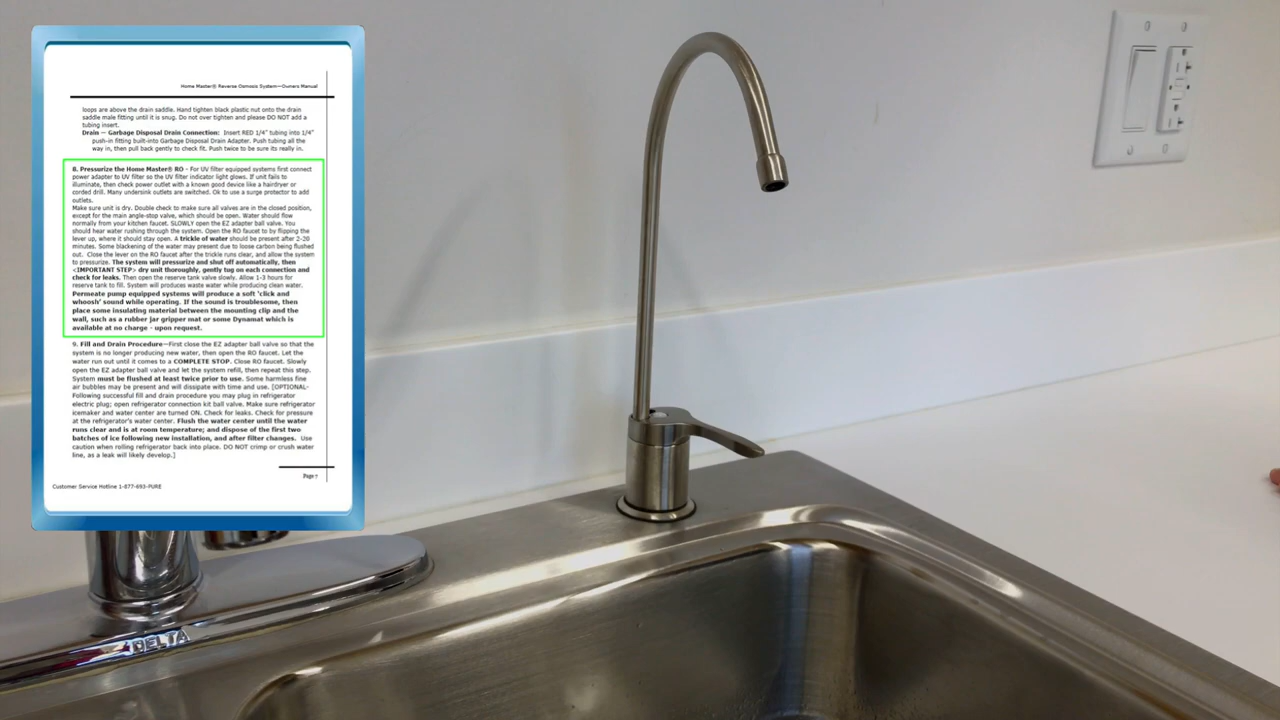 Home Master® Reverse Osmosis System—Owners Manual
loops are above the drain saddle. Hand tighten black plastic nut onto the drain
saddle male fitting until it is snug. Do not over tighten and please DO NOT add a
tubing insert.
Drain — Garbage Disposal Drain Connection: Insert RED 1/4" tubing into 1/4"
push-in fitting built-into Garbage Disposal Drain Adapter. Push tubing all the
way in, then pull back gently to check fit. Push twice to be sure its really in.
8. Pressurize the Home Master® RO - For UV filter equipped systems first connect
power adapter to UV filter so the UV filter indicator light glows. If unit fails to
illuminate, then check power outlet with a known good device like a hairdryer or
corded drill. Many undersink outlets are switched. Ok to use a surge protector to add
outlets.
Make sure unit is dry. Double check to make sure all valves are in the closed position,
except for the main angle-stop valve, which should be open. Water should flow
normally from your kitchen faucet. SLOWLY open the EZ adapter ball valve. You
should hear water rushing through the system. Open the RO faucet to by flipping the
lever up, where it should stay open. A trickle of water should be present after 2-20
minutes. Some blackening of the water may present due to loose carbon being flushed
out. Close the lever on the RO faucet after the trickle runs clear, and allow the system
to pressurize. The system will pressurize and shut off automatically, then
<IMPORTANT STEP> dry unit thoroughly, gently tug on each connection and
check for leaks. Then open the reserve tank valve slowly. Allow 1-3 hours for
reserve tank to fill. System will produces waste while producing clean water.
Permeate pump equipped systems will produce a soft 'click and
whoosh' sound while operating. If the sound is troublesome, then
place some insulating material between the mounting clip and the
wall, such as a rubber jar gripper mat or some Dynamat which is
available at no charge - upon request.
9. Fill and Drain Procedure—First close the EZ adapter ball valve so that the
system is no longer producing new water, then open the RO faucet. Let the
water run out until it comes to a COMPLETE STOP. Close RO faucet. Slowly
open the EZ adapter ball valve and let the system refill, then repeat this step.
System must be flushed at least twice prior to use. Some harmless fine
air bubbles may be present and will dissipate with time and use. [OPTIONAL-
Following successful fill and drain procedure you may plug in refrigerator
electric plug; open refrigerator connection kit ball valve. Make sure refrigerator
icemaker and water center are turned ON. Check for leaks. Check for pressure
at the refrigerator's water center. Flush the water center until the water
runs clear and is at room temperature; and dispose of the first two
batches of ice following new installation, and after filter changes. Use
caution when rolling refrigerator back into place. DO NOT crimp or crush water
line, as a leak will likely develop.]
Page 7
Customer Service Hotline 1-877-693-PURE
DELTA